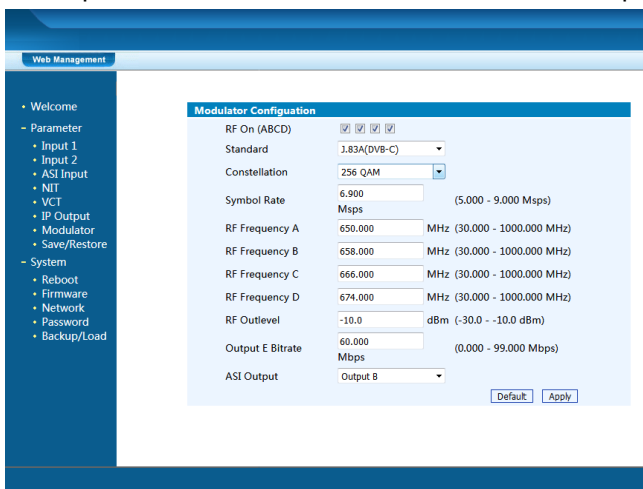 Web Management
• Welcome
– Parameter
• Input 1
• Input 2
• ASI Input
• NIT
• VCT
• IP Output
• Modulator
• Save/Restore
– System
• Reboot
• Firmware
• Network
• Password
• Backup/Load
Modulator Configuation
RF On (ABCD)
Standard J.83A(DVB-C)
Constellation 256 QAM
Symbol Rate 6.900 Msps (5.000 - 9.000 Msps)
RF Frequency A 650.000 MHz (30.000 - 1000.000 MHz)
RF Frequency B 658.000 MHz (30.000 - 1000.000 MHz)
RF Frequency C 666.000 MHz (30.000 - 1000.000 MHz)
RF Frequency D 674.000 MHz (30.000 - 1000.000 MHz)
RF Outlevel -10.0 dBm (-30.0 - -10.0 dBm)
Output E Bitrate 60.000 Mbps (0.000 - 99.000 Mbps)
ASI Output Output B
Default Apply